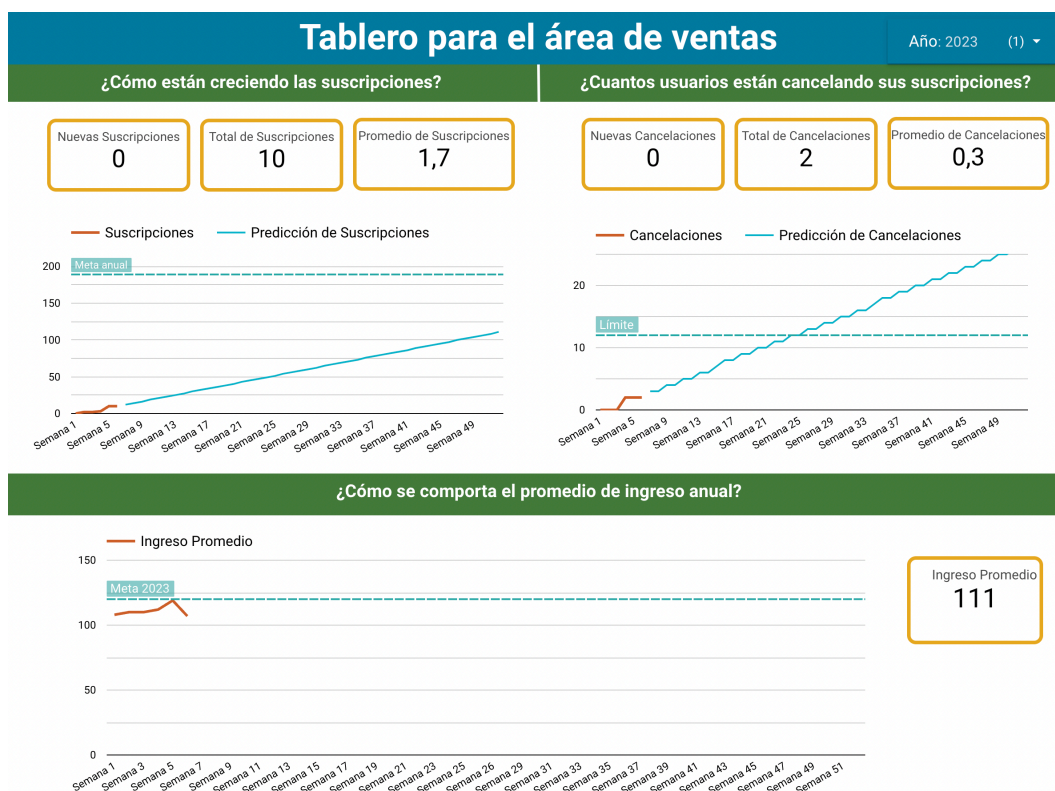 Tablero para el área de ventas
Año: 2023 (1)
¿Cómo están creciendo las suscripciones?
¿Cuantos usuarios están cancelando sus suscripciones?
Nuevas Suscripciones
0
Total de Suscripciones
10
Promedio de Suscripciones
1,7
Nuevas Cancelaciones
0
Total de Cancelaciones
2
Promedio de Cancelaciones
0,3
Suscripciones Predicción de Suscripciones
200
Meta anual
150
100
50
0
Semana 1 Semana 5 Semana 9 Semana 13 Semana 17 Semana 21 Semana 25 Semana 29 Semana 33 Semana 37 Semana 41 Semana 45 Semana 49
Cancelaciones Predicción de Cancelaciones
20
Límite
10
0
Semana 1 Semana 5 Semana 9 Semana 13 Semana 17 Semana 21 Semana 25 Semana 29 Semana 33 Semana 37 Semana 41 Semana 45 Semana 49
¿Cómo se comporta el promedio de ingreso anual?
Ingreso Promedio
150
Meta 2023
100
50
0
Semana 1 Semana 3 Semana 5 Semana 7 Semana 9 Semana 11 Semana 13 Semana 15 Semana 17 Semana 19 Semana 21 Semana 23 Semana 25 Semana 26 Semana 29 Semana 31 Semana 33 Semana 35 Semana 37 Semana 39 Semana 41 Semana 43 Semana 45 Semana 47 Semana 49 Semana 51
Ingreso Promedio
111